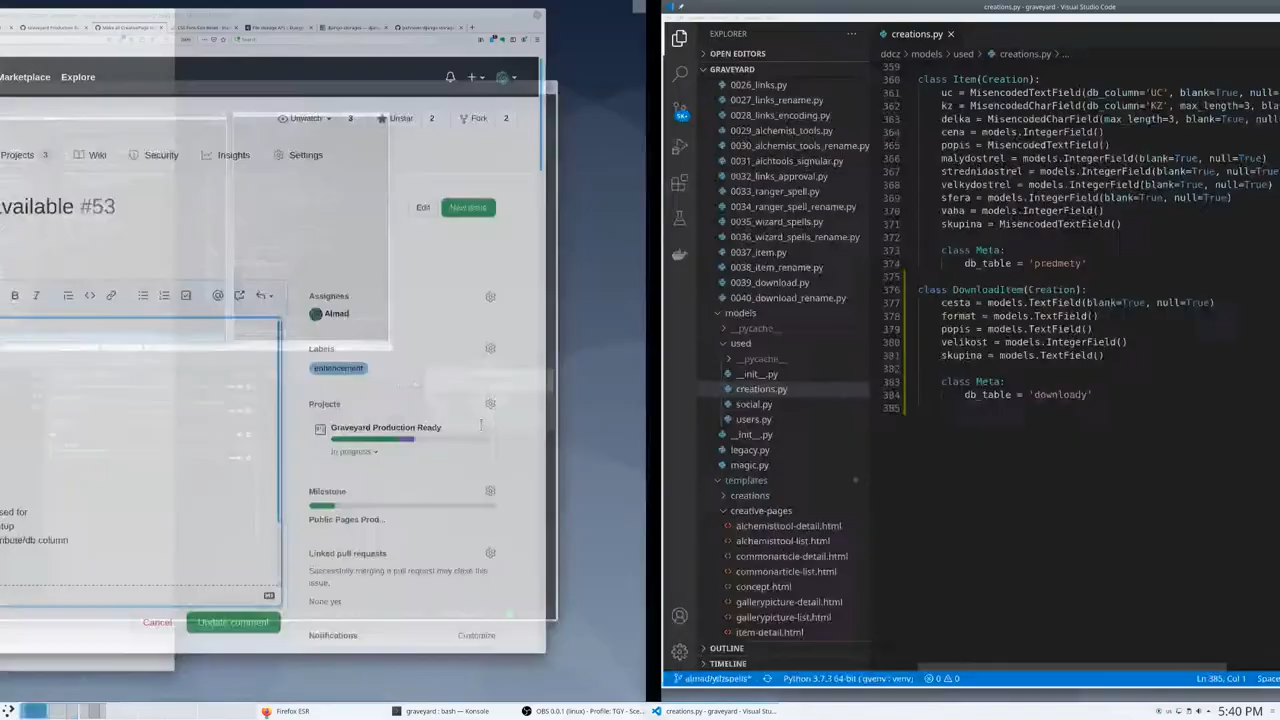 creations.py - graveyard - Visual Studio Code
Marketplace
Explore
Unwatch
3
Unstar
2
Fork
2
Projects
3
Wiki
Security
Insights
Settings
available #53
Edit
Assignees
Almad
Labels
enhancement
Projects
Graveyard Production Ready
In progress
Milestone
Public Pages Prod...
Linked pull requests
Successfully merging a pull request may close this
issue.
None yet
Notifications
Customize
Cancel
Update comment
EXPLORER
OPEN EDITORS
GRAVEYARD
0026_links.py
0027_links_rename.py
0028_links_encoding.py
0029_alchemist_tools.py
0030_alchemist_tools_rename.py
0031_alchtools_signular.py
0032_links_approval.py
0033_ranger_spell.py
0034_ranger_spell_rename.py
0035_wizard_spells.py
0036_wizard_spells_rename.py
0037_item.py
0038_item_rename.py
0039_download.py
0040_download_rename.py
models
__pycache__
used
__pycache__
__init__.py
creations.py
social.py
users.py
__init__.py
legacy.py
magic.py
templates
creations
creative-pages
alchemisttool-detail.html
alchemisttool-list.html
commonarticle-detail.html
commonarticle-list.html
concept.html
gallerypicture-detail.html
gallerypicture-list.html
item-detail.html
OUTLINE
TIMELINE
creations.py
ddcz > models > used > creations.py > ...
359
360 class Item(Creation):
361 uc = MisencodedTextField(db_column='UC', blank=True, null=
362 kz = MisencodedCharField(db_column='KZ', max_length=3, bla
363 delka = MisencodedCharField(max_length=3, blank=True, null
364 cena = models.IntegerField()
365 popis = MisencodedTextField()
366 malydostrel = models.IntegerField(blank=True, null=True)
367 strednidostrel = models.IntegerField(blank=True, null=True)
368 velkydostrel = models.IntegerField(blank=True, null=True)
369 sfera = models.IntegerField(blank=True, null=True)
370 vaha = models.IntegerField()
371 skupina = MisencodedTextField()
372
373 class Meta:
374 db_table = 'predmety'
375
376 class DownloadItem(Creation):
377 cesta = models.TextField(blank=True, null=True)
378 format = models.TextField()
379 popis = models.TextField()
380 velikost = models.IntegerField()
381 skupina = models.TextField()
382
383 class Meta:
384 db_table = 'downloady'
385
Python 3.7.3 64-bit ('qvenv': venv)
0
0
Ln 385, Col 1
Firefox ESR
graveyard : bash — Konsole
OBS 0.0.1 (linux) - Profile: TGY - Sce...
creations.py - graveyard - Visual Stu...
5:40 PM